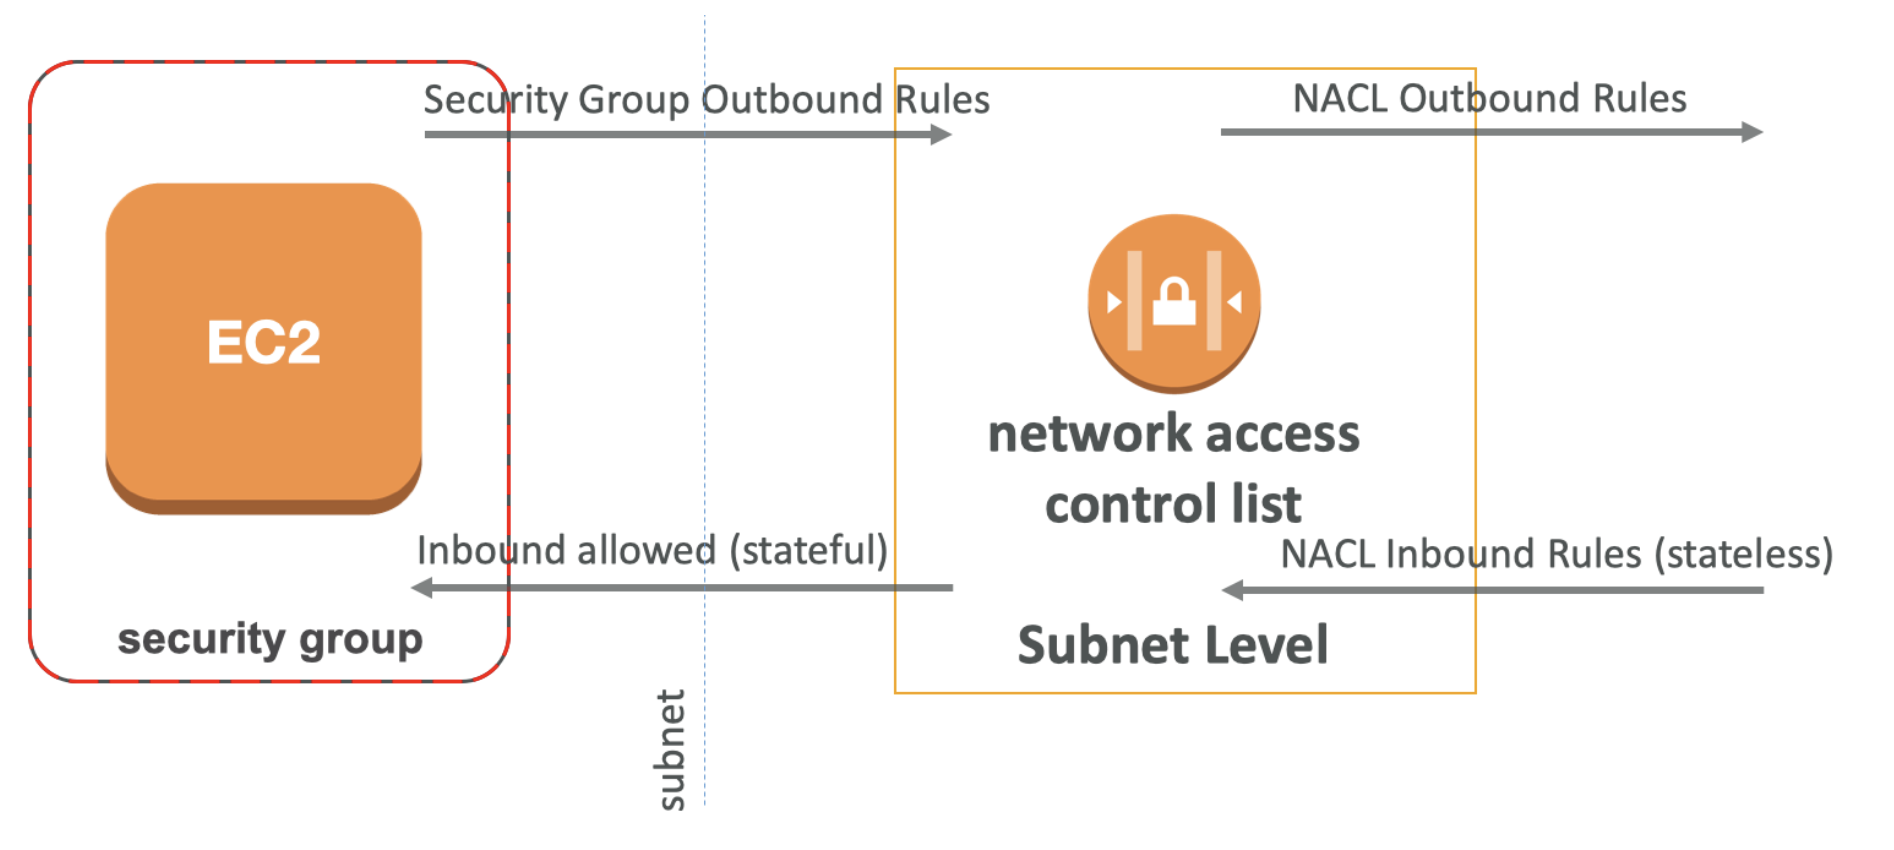 Security Group Outbound Rules
NACL Outbound Rules
EC2
network access
control list
Inbound allowed (stateful)
NACL Inbound Rules (stateless)
security group
Subnet Level
subnet